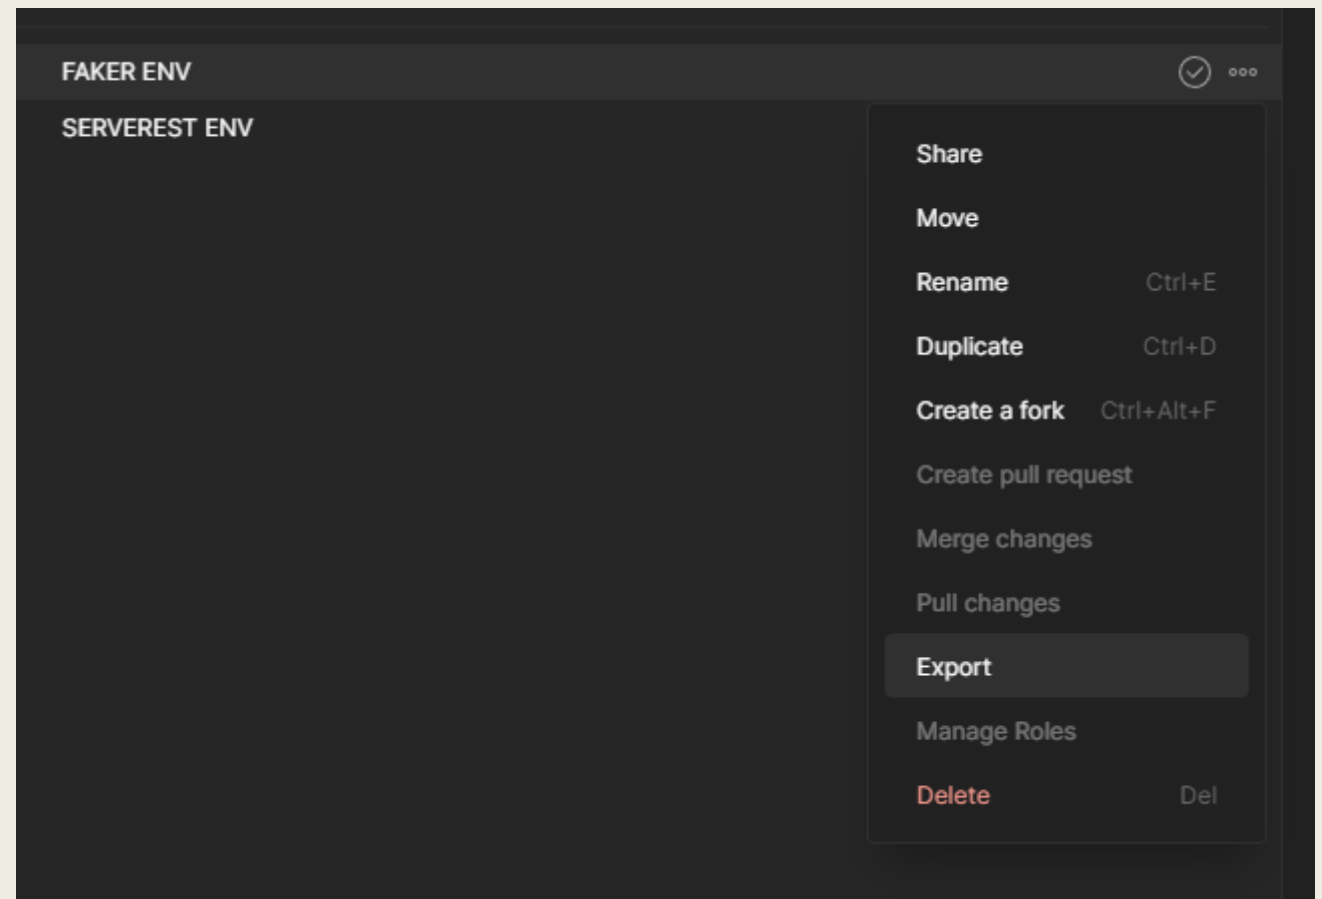 FAKER ENV
SERVEREST ENV
Share
Move
Rename Ctrl+E
Duplicate Ctrl+D
Create a fork Ctrl+Alt+F
Create pull request
Merge changes
Pull changes
Export
Manage Roles
Delete Del